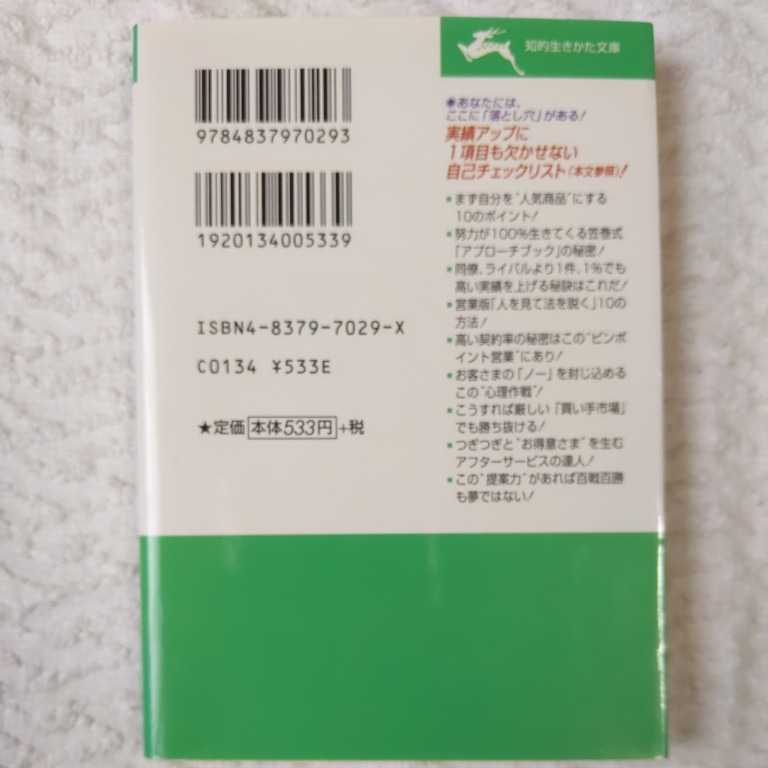 知的生きかた文庫
9784837970293
1920134005339
ISBN4-8379-7029-X
C0134 ¥533E
★定価 本体533円 +税
●あなたには、
ここに「落とし穴」がある!
実績アップに
1項目も欠かせない
自己チェックリスト(本文参照)!
■まず自分を"人気商品"にする
10のポイント!
■努力が100%生きてくる笠巻式
「アプローチブック」の秘密!
■同僚、ライバルより1件、1%でも
高い実績を上げる秘訣はこれだ!
■営業版「人を見て法を説く」10の
方法!
■高い契約率の秘密はこの"ピンポ
イント営業"にあり!
■お客さまの「ノー」を封じ込める
この"心理作戦"!
■こうすれば厳しい「買い手市場」
でも勝ち抜ける!
■つぎつぎと"お得意さま"を生む
アフターサービスの達人!
■この"提案力"があれば百戦百勝
も夢ではない!